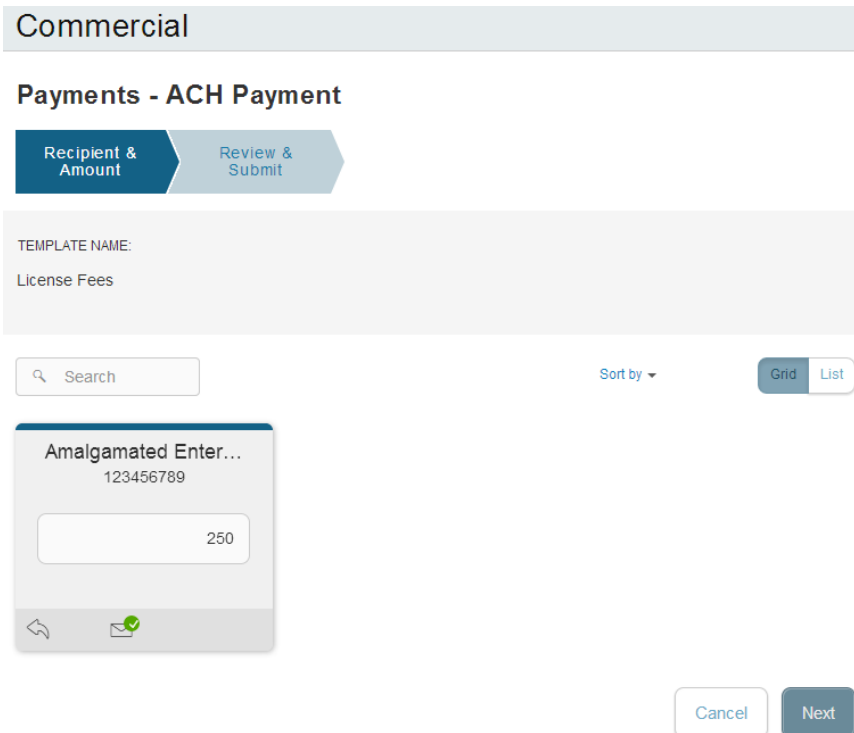 Commercial
Payments - ACH Payment
Recipient &
Amount
Review &
Submit
TEMPLATE NAME:
License Fees
Search
Sort by
Grid
List
Amalgamated Enter...
123456789
250
Cancel
Next